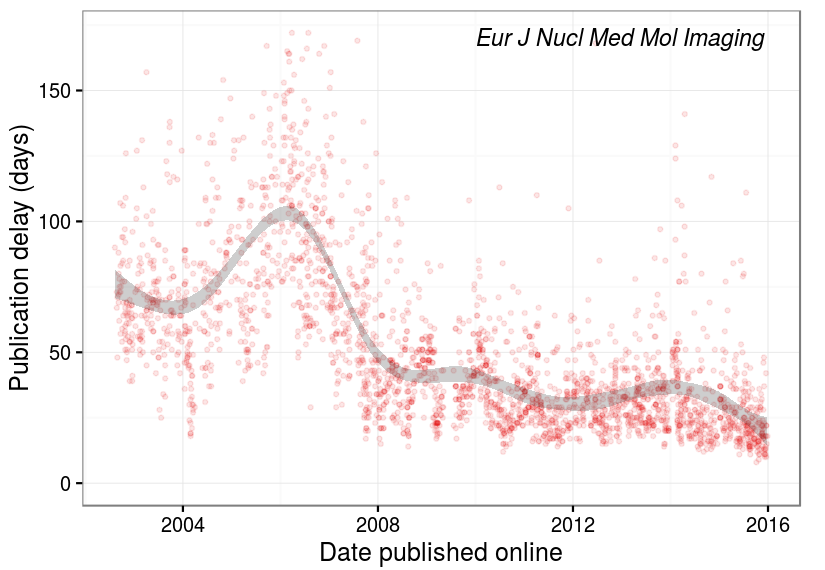 Eur J Nucl Med Mol Imaging
Publication delay (days)
150
100
50
0
2004 2008 2012 2016
Date published online